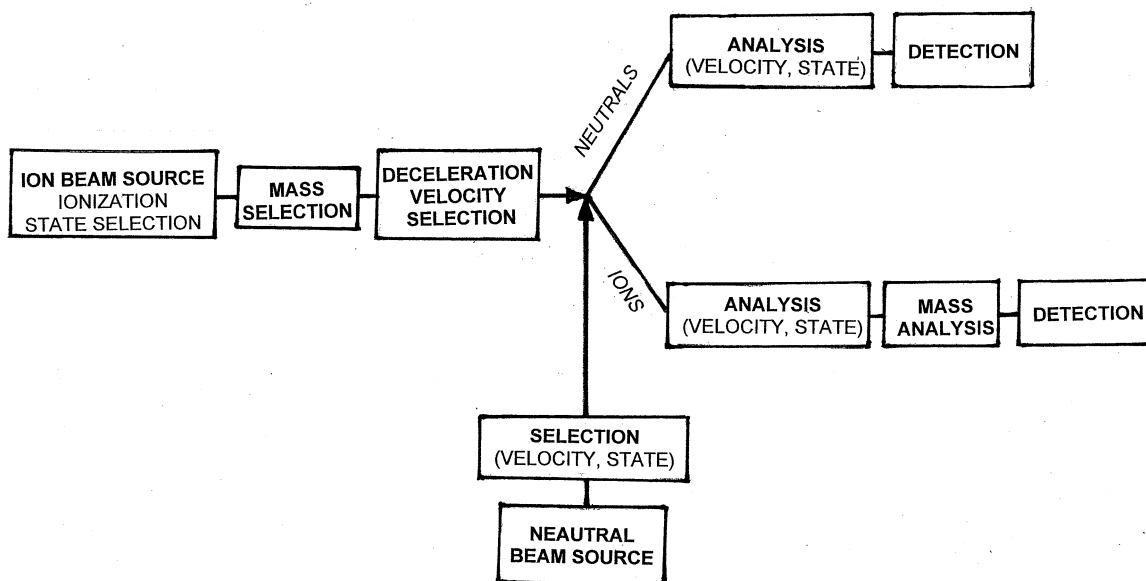 ANALYSIS
(VELOCITY, STATE)
DETECTION
NEUTRALS
ION BEAM SOURCE
IONIZATION
STATE SELECTION
MASS
SELECTION
DECELERATION
VELOCITY
SELECTION
IONS
ANALYSIS
(VELOCITY, STATE)
MASS
ANALYSIS
DETECTION
SELECTION
(VELOCITY, STATE)
NEAUTRAL
BEAM SOURCE